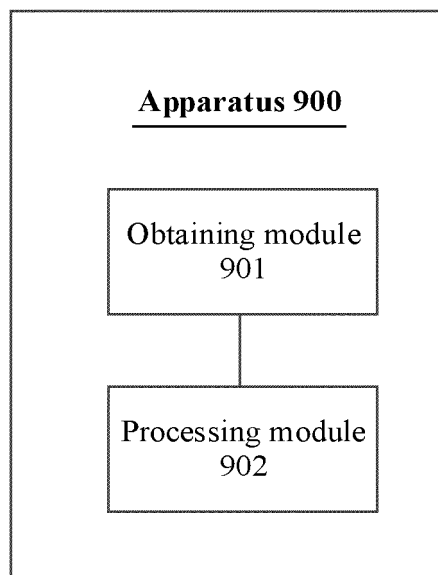 Apparatus 900
Obtaining module
901
Processing module
902